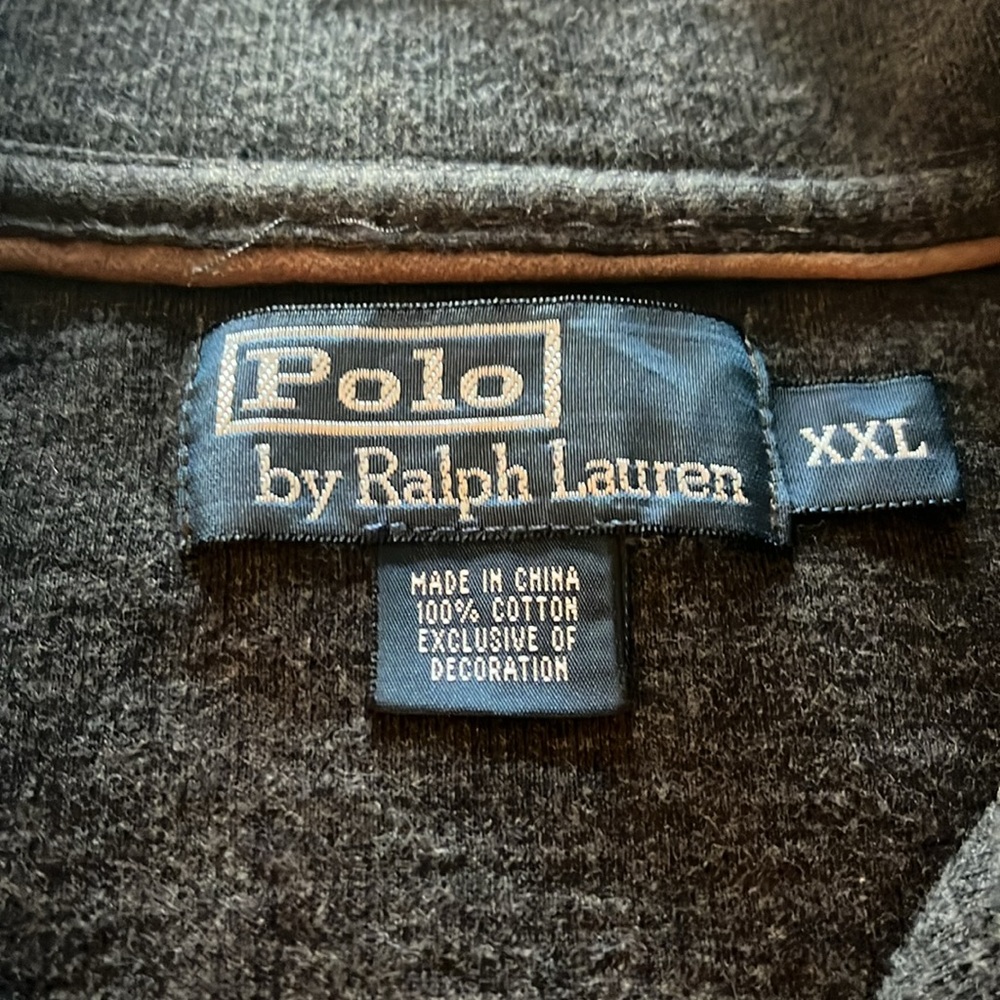 Polo
by Ralph Lauren
XXL
MADE IN CHINA
100% COTTON
EXCLUSIVE OF
DECORATION